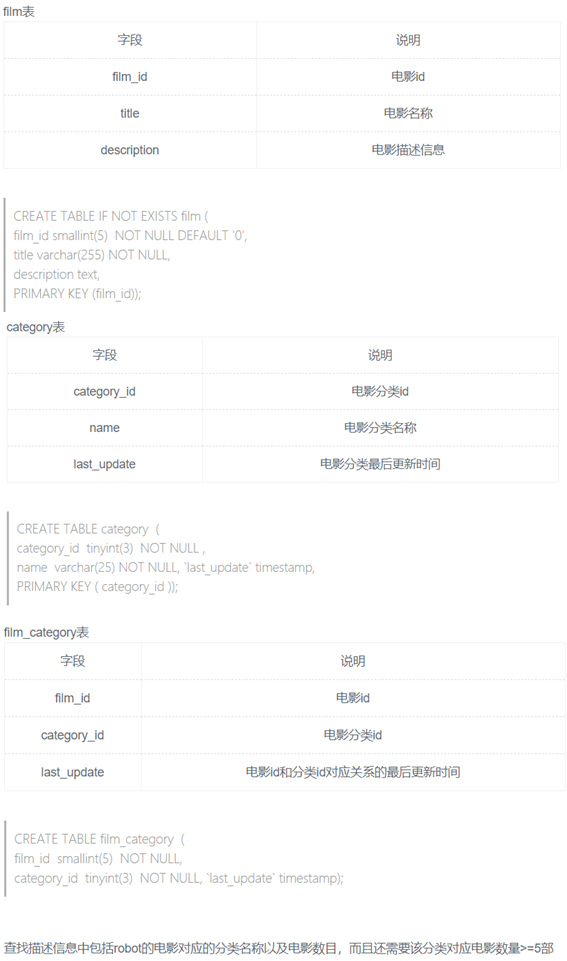 film表
字段 说明
film_id 电影id
title 电影名称
description 电影描述信息
CREATE TABLE IF NOT EXISTS film (
film_id smallint(5)  NOT NULL DEFAULT '0',
title varchar(255) NOT NULL,
description text,
PRIMARY KEY (film_id));
category表
字段 说明
category_id 电影分类id
name 电影分类名称
last_update 电影分类最后更新时间
CREATE TABLE category  (
category_id  tinyint(3)  NOT NULL ,
name  varchar(25) NOT NULL, `last_update` timestamp,
PRIMARY KEY ( category_id ));
film_category表
字段 说明
film_id 电影id
category_id 电影分类id
last_update 电影id和分类id对应关系的最后更新时间
CREATE TABLE film_category  (
film_id  smallint(5)  NOT NULL,
category_id  tinyint(3)  NOT NULL, `last_update` timestamp);
查找描述信息中包括robot的电影对应的分类名称以及电影数目，而且还需要该分类对应电影数量>=5部